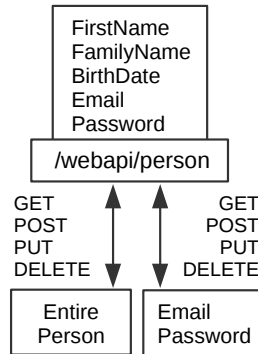 FirstName
FamilyName
BirthDate
Email
Password
/webapi/person
GET
POST
PUT
DELETE
GET
POST
PUT
DELETE
Entire
Person
Email
Password